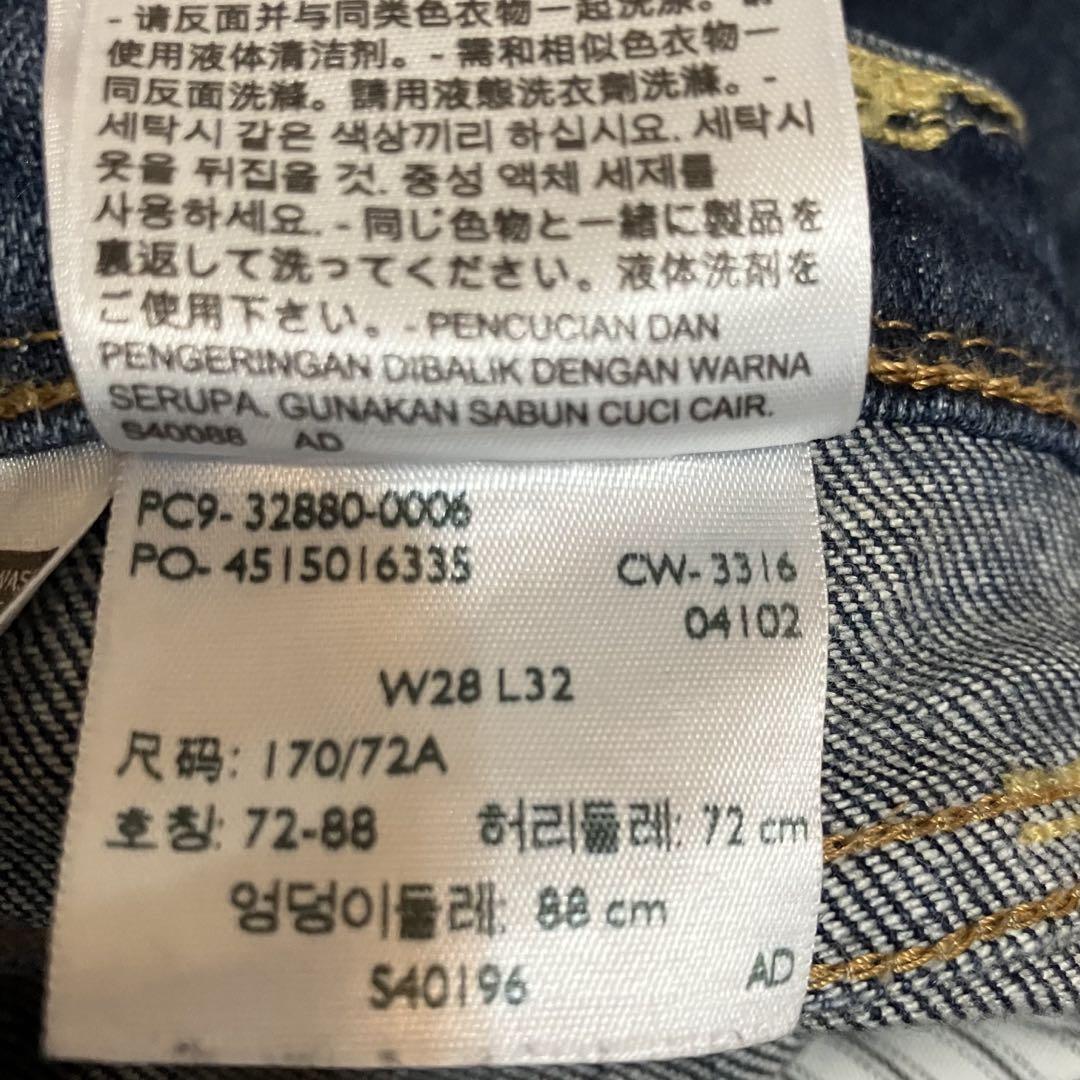 - 请反面并与同类色衣物一起洗涤。請
使用液体清洁剂。- 需和相似色衣物一
同反面洗滌。請用液態洗衣劑洗滌。-
세탁시 같은 색상끼리 하십시요. 세탁시
옷을 뒤집을 것. 중성 액체 세제를
사용하세요. - 同じ色物と一緒に製品を
裏返して洗ってください。液体洗剤を
ご使用下さい。- PENCUCIAN DAN
PENGERINGAN DIBALIK DENGAN WARNA
SERUPA. GUNAKAN SABUN CUCI CAIR.
S40088 AD
PC9- 32880-0006
PO- 4515016335 CW- 3316
04102
W28 L32
尺码: 170/72A
호칭: 72-88 허리둘레: 72 cm
엉덩이둘레: 88 cm
S40196 AD